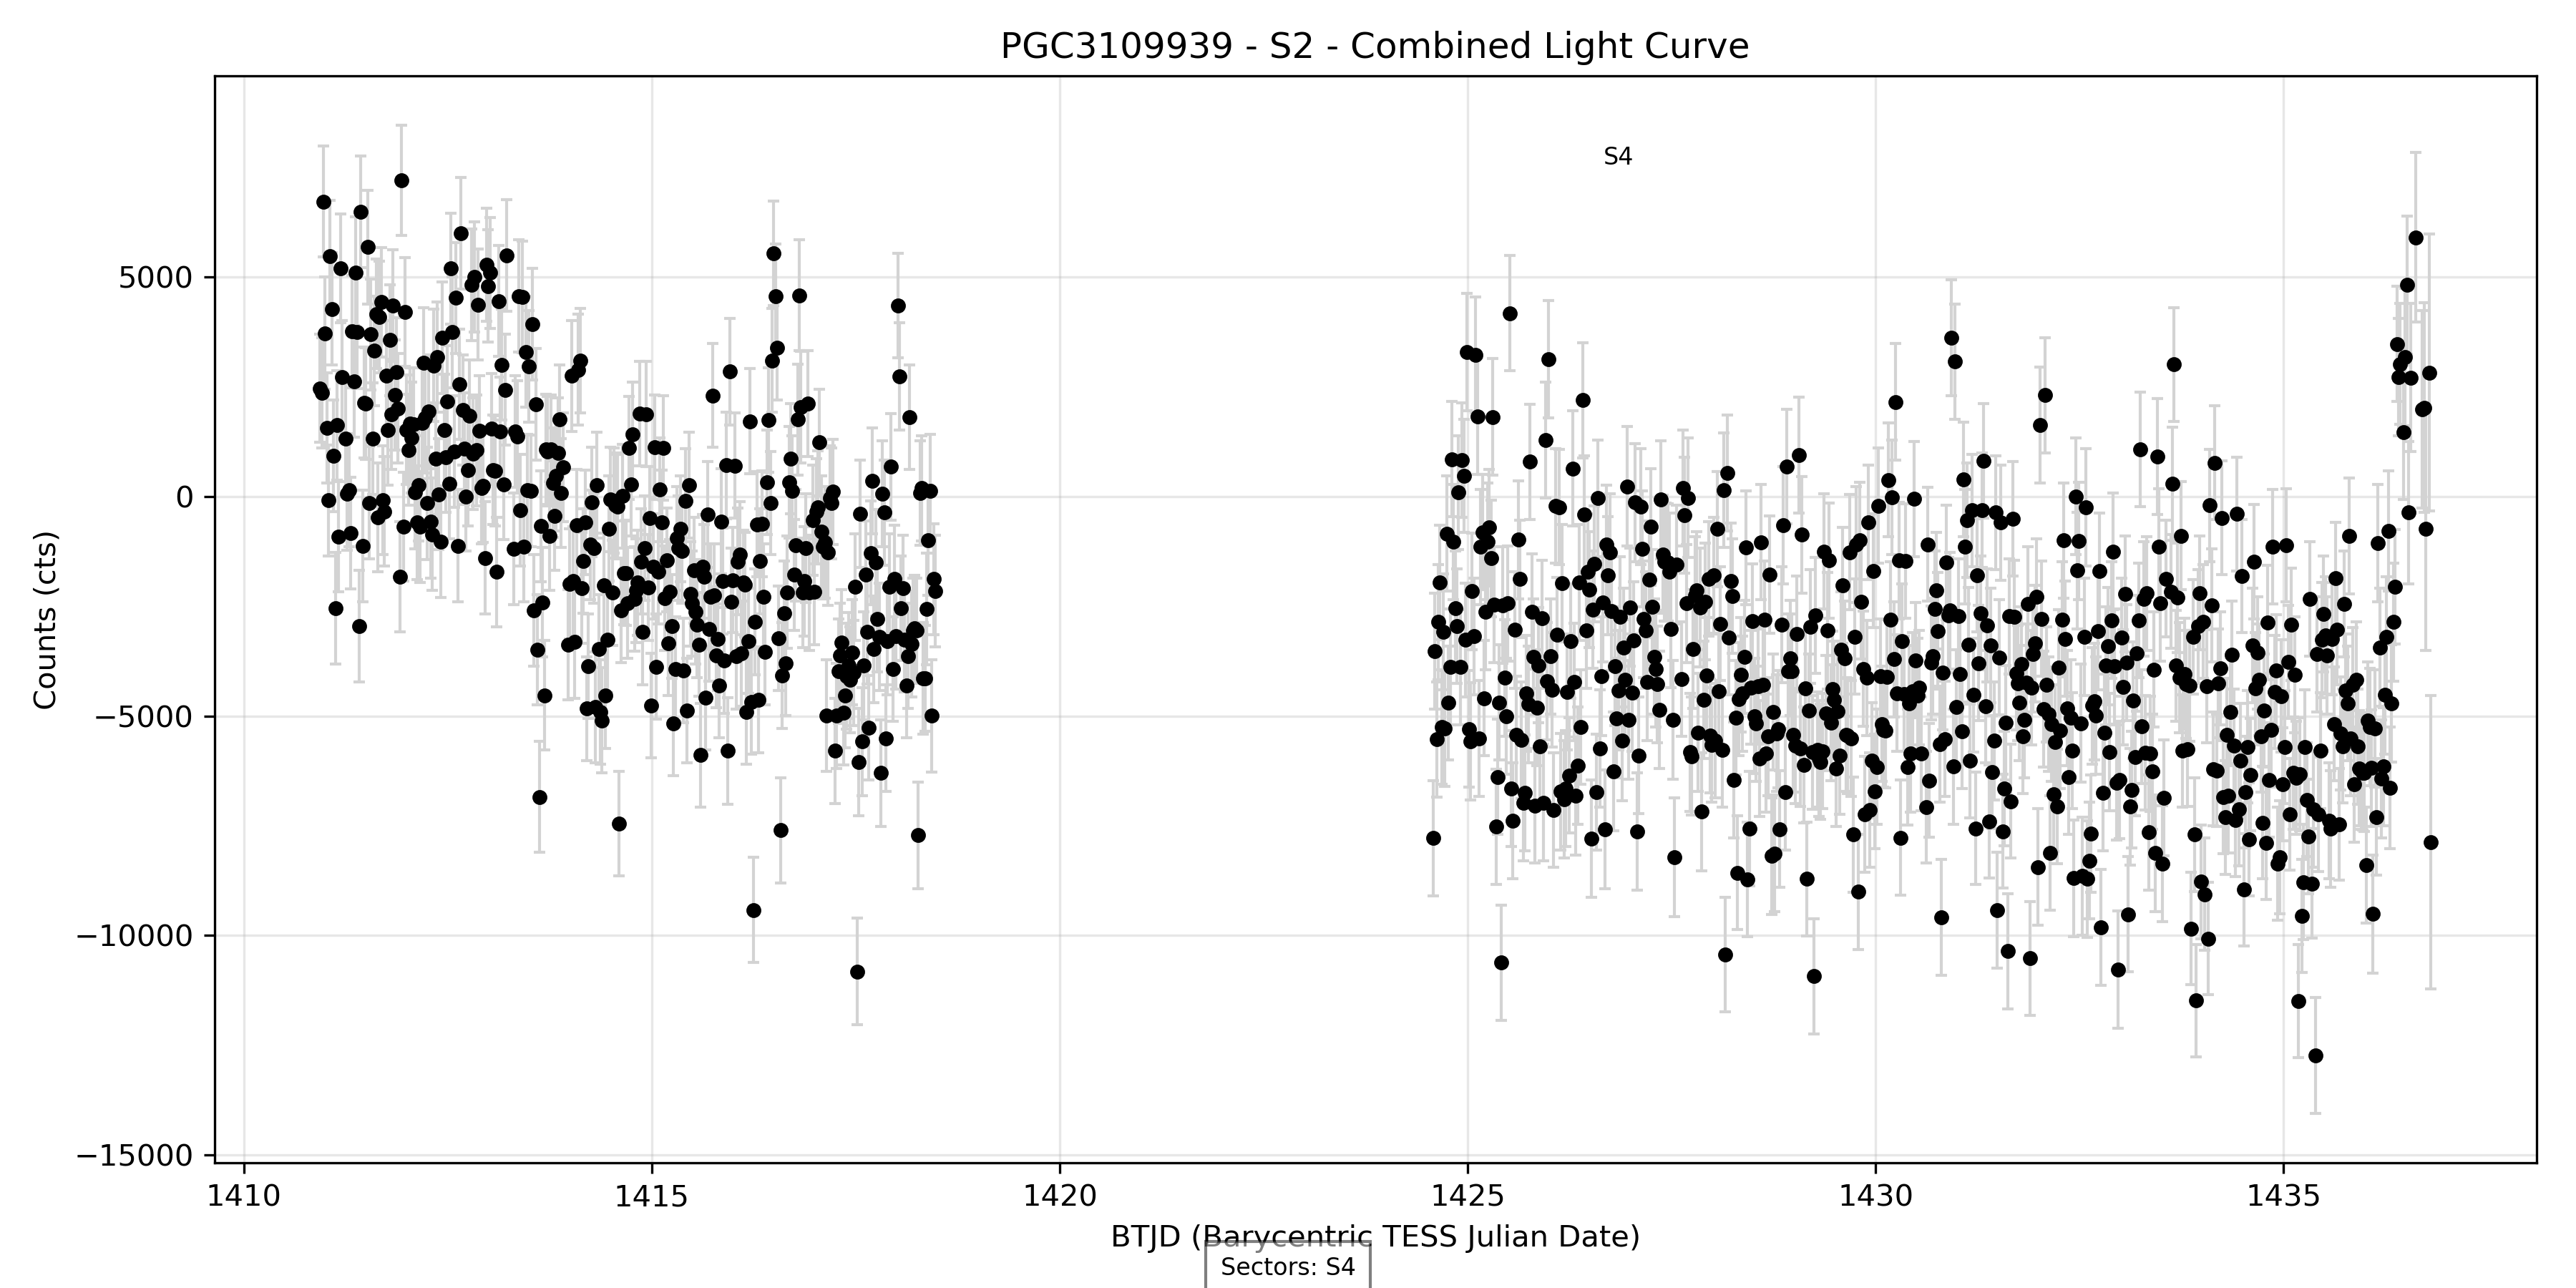 PGC3109939 - S2 - Combined Light Curve
S4
Counts (cts)
5000
0
−5000
−10000
−15000
1410 1415 1420 1425 1430 1435
BTJD (Barycentric TESS Julian Date)
Sectors: S4